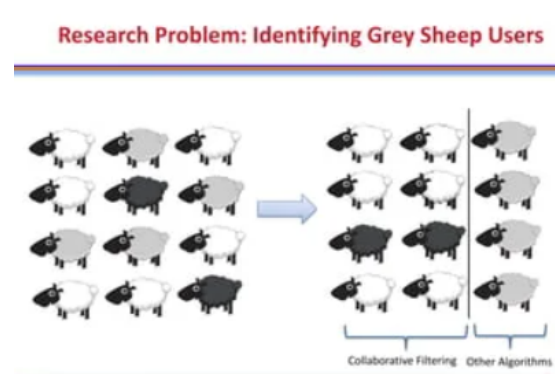 Research Problem: Identifying Grey Sheep Users
Collaborative Filtering Other Algorithms